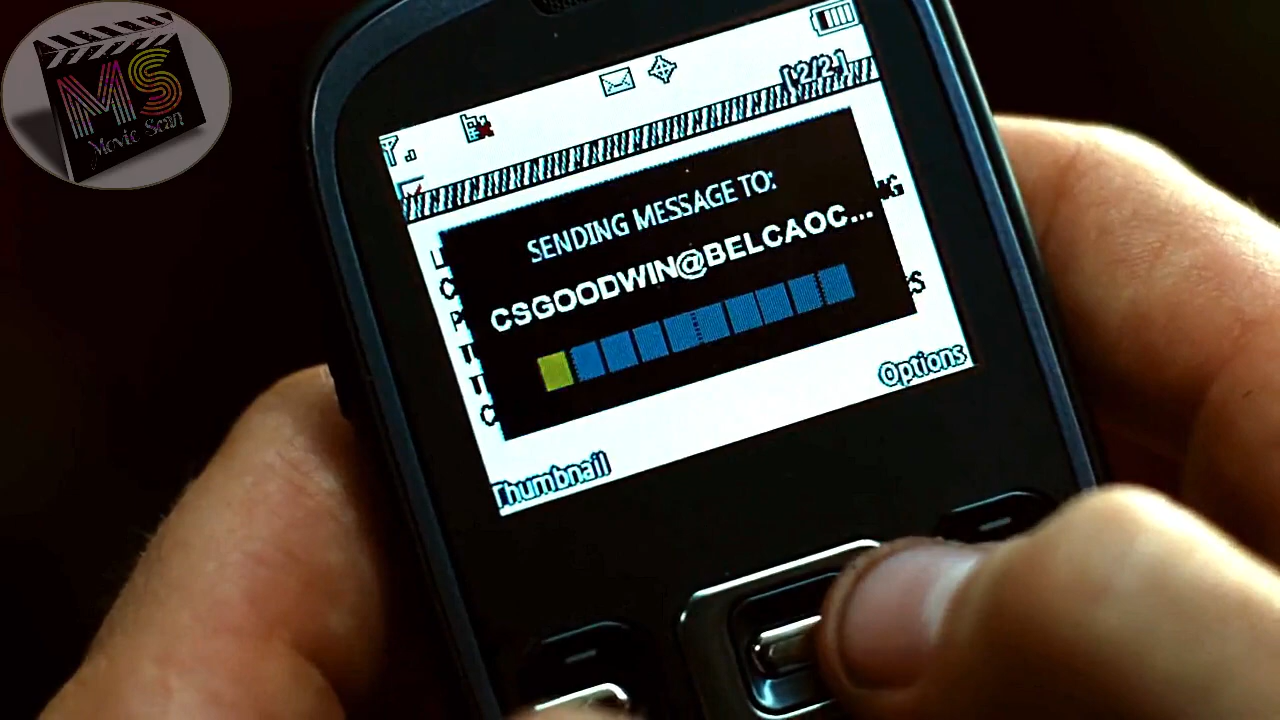 MS
Movie Scan
[2/2]
SENDING MESSAGE TO:
CSGOODWIN@BELCAOC...
Options
Thumbnail